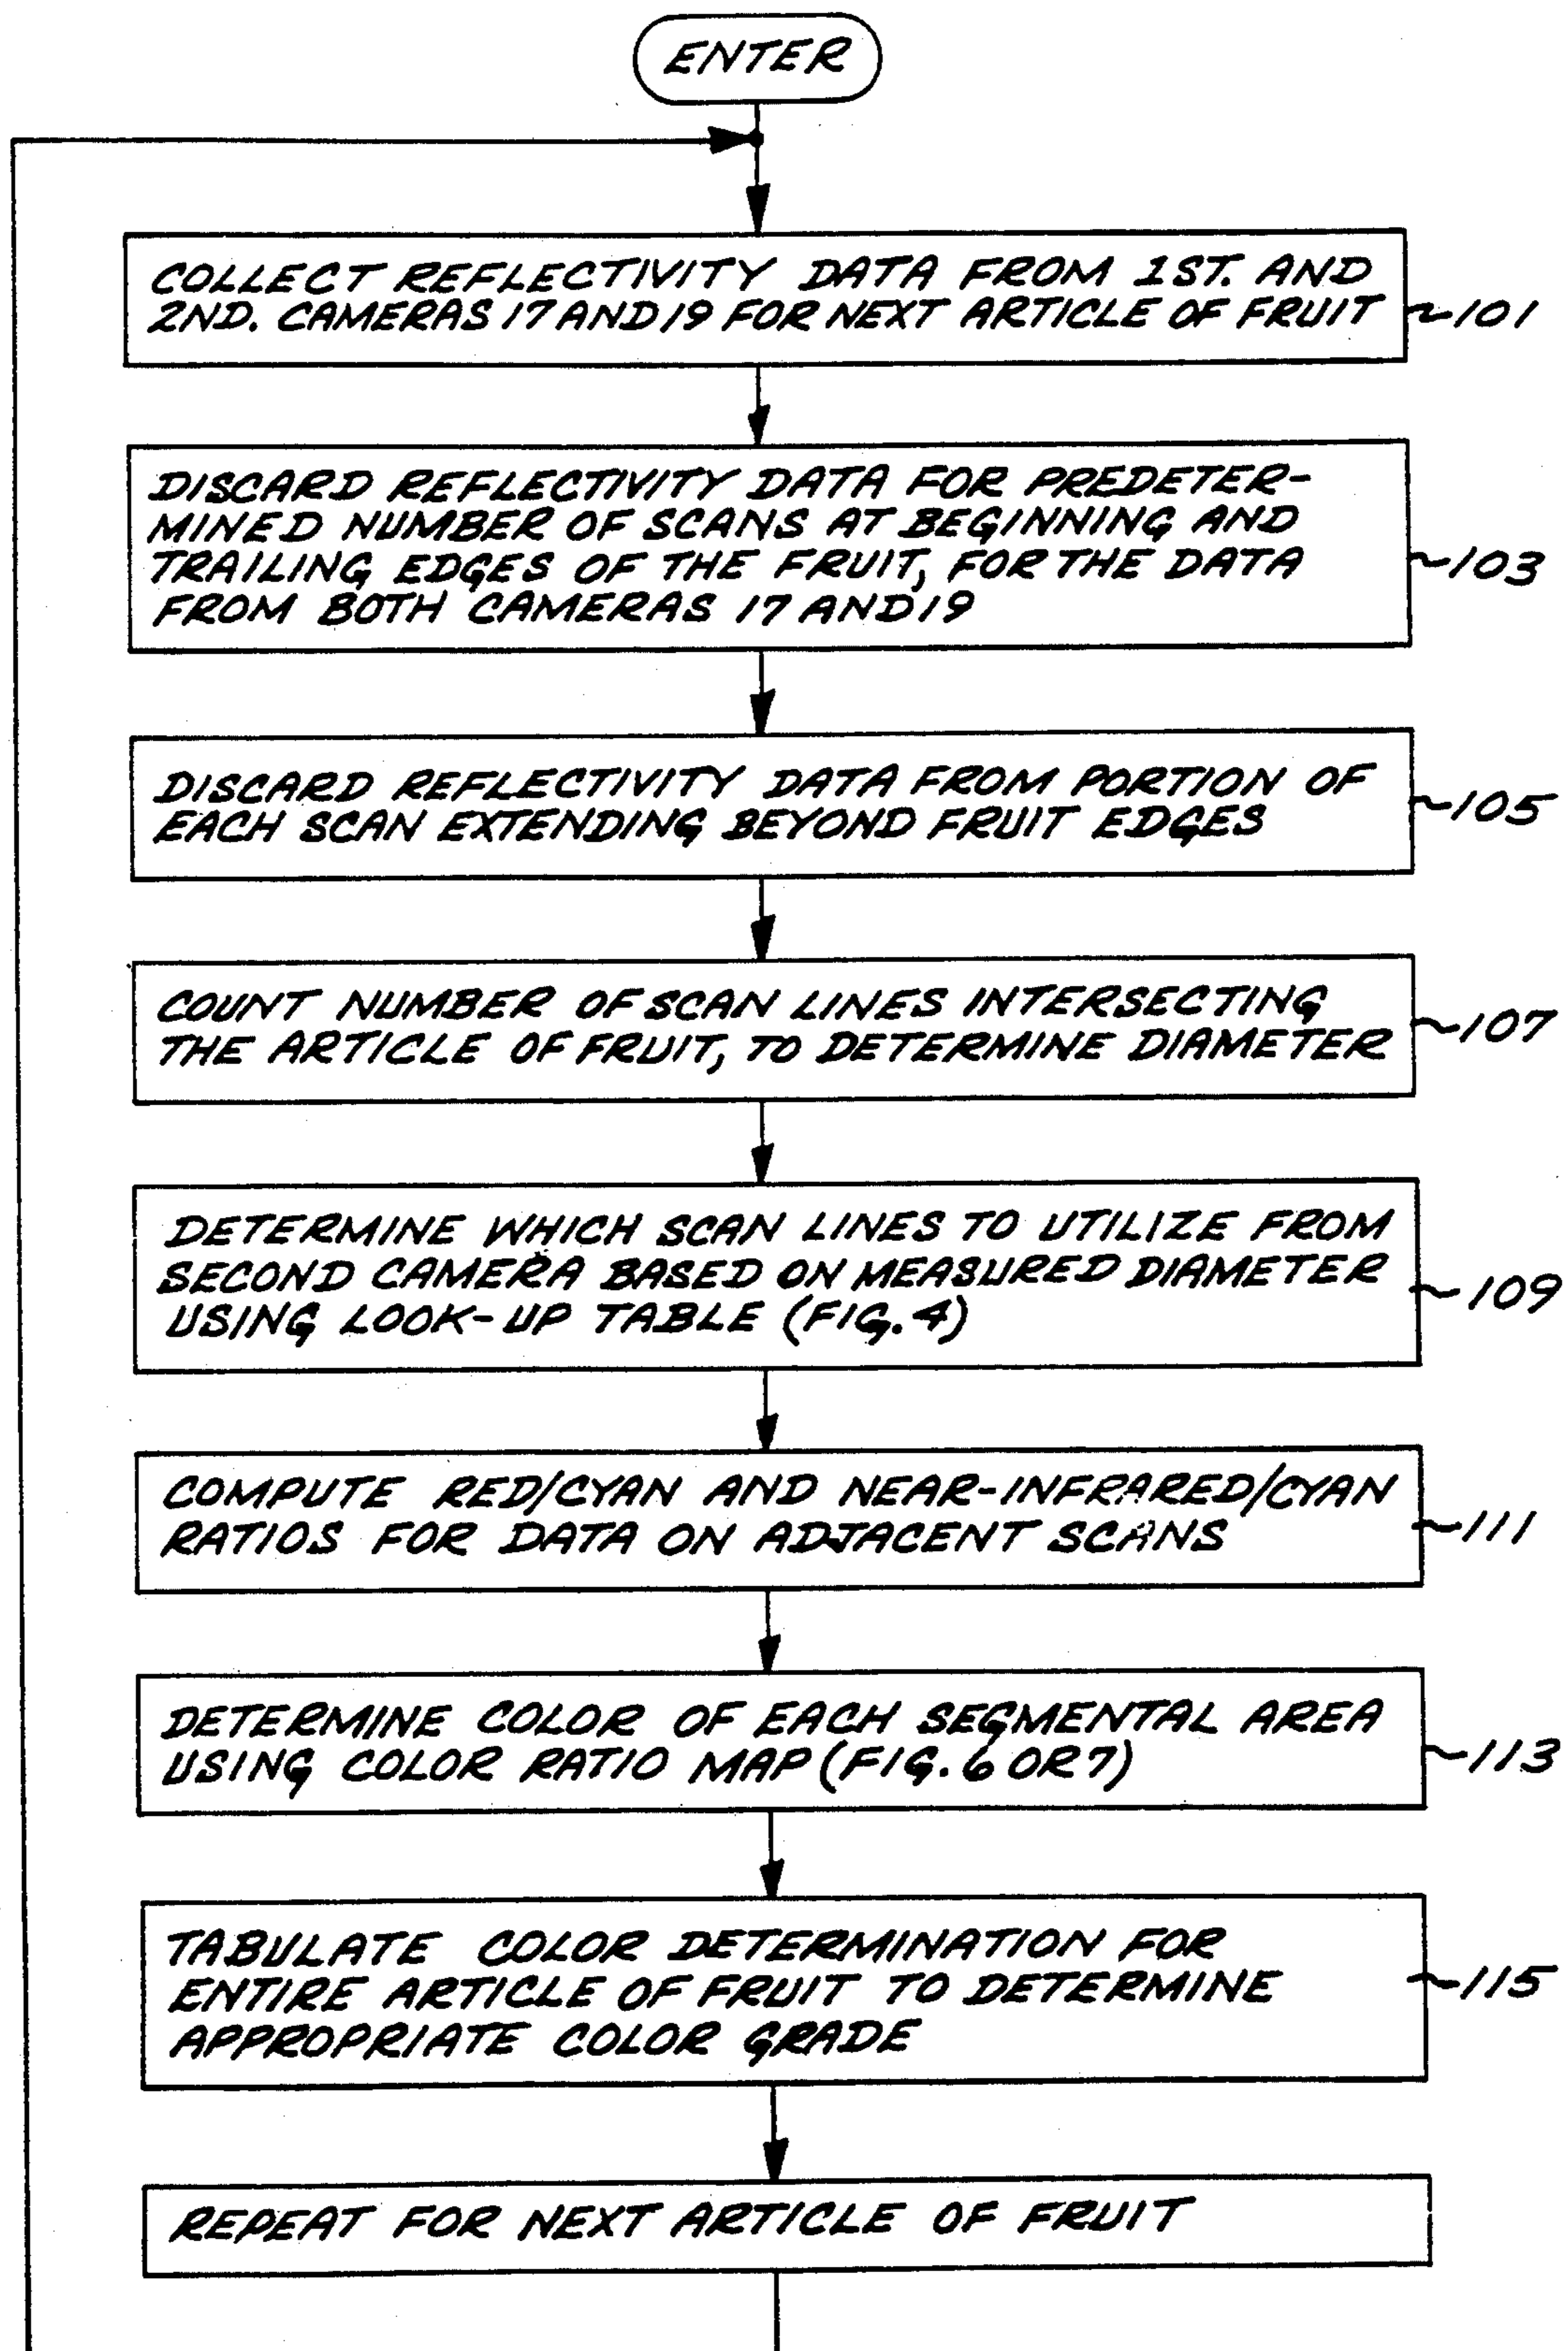 ENTER
COLLECT REFLECTIVITY DATA FROM 1ST. AND
2ND. CAMERAS 17 AND 19 FOR NEXT ARTICLE OF FRUIT
101
DISCARD REFLECTIVITY DATA FOR PREDETER-
MINED NUMBER OF SCANS AT BEGINNING AND
TRAILING EDGES OF THE FRUIT, FOR THE DATA
FROM BOTH CAMERAS 17 AND 19
103
DISCARD REFLECTIVITY DATA FROM PORTION OF
EACH SCAN EXTENDING BEYOND FRUIT EDGES
105
COUNT NUMBER OF SCAN LINES INTERSECTING
THE ARTICLE OF FRUIT, TO DETERMINE DIAMETER
107
DETERMINE WHICH SCAN LINES TO UTILIZE FROM
SECOND CAMERA BASED ON MEASURED DIAMETER
USING LOOK-UP TABLE (FIG. 4)
109
COMPUTE RED/CYAN AND NEAR-INFRARED/CYAN
RATIOS FOR DATA ON ADJACENT SCANS
111
DETERMINE COLOR OF EACH SEGMENTAL AREA
USING COLOR RATIO MAP (FIG. 6 OR 7)
113
TABULATE COLOR DETERMINATION FOR
ENTIRE ARTICLE OF FRUIT TO DETERMINE
APPROPRIATE COLOR GRADE
115
REPEAT FOR NEXT ARTICLE OF FRUIT